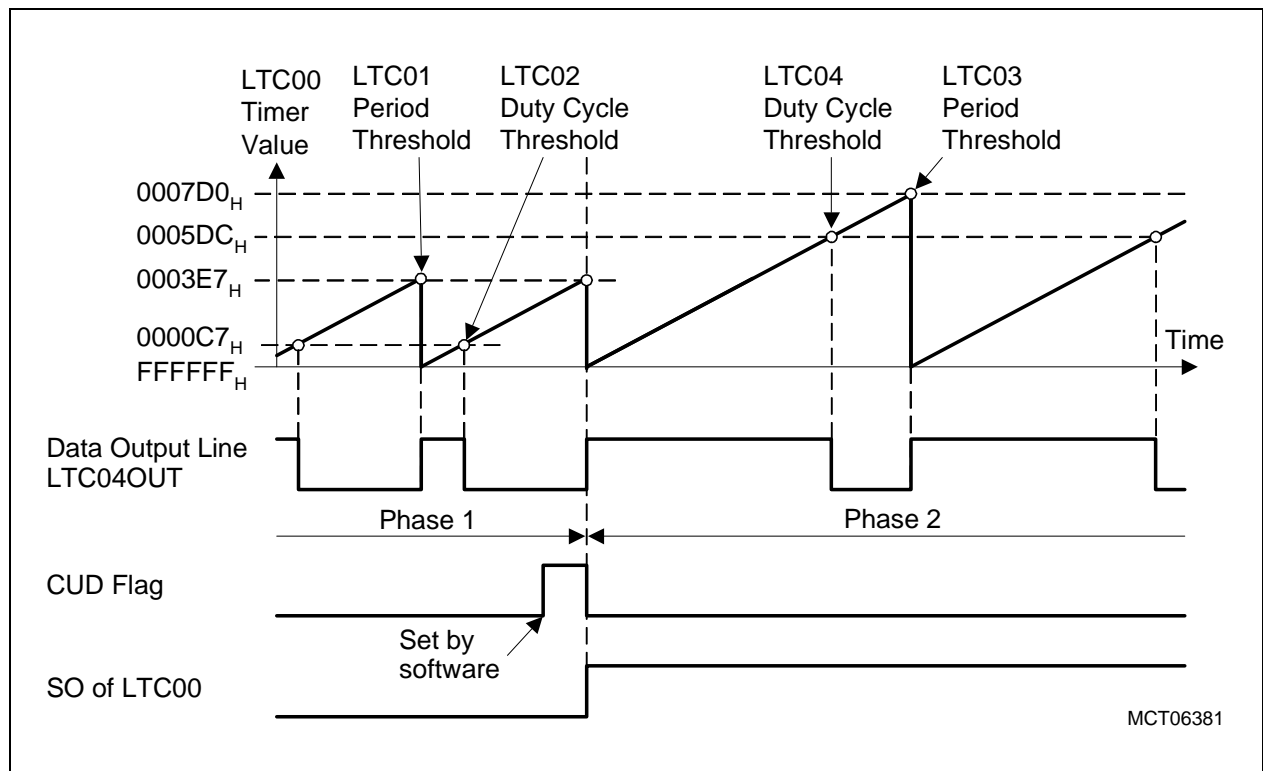 LTC00
Timer
Value
LTC01
Period
Threshold
LTC02
Duty Cycle
Threshold
LTC04
Duty Cycle
Threshold
LTC03
Period
Threshold
0007D0H
0005DCH
0003E7H
0000C7H
FFFFFFH
Time
Data Output Line
LTC04OUT
Phase 1
Phase 2
CUD Flag
Set by
software
SO of LTC00
MCT06381